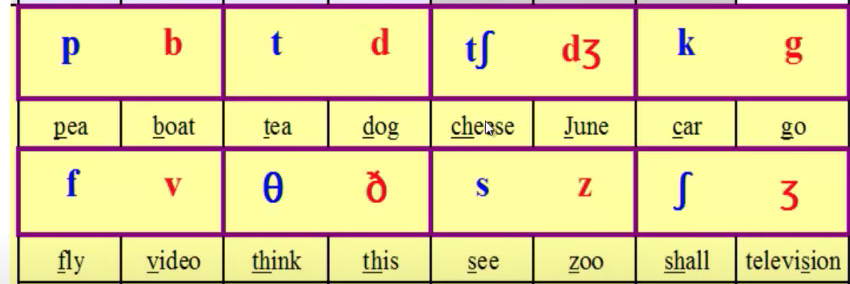 p b t d tʃ dʒ k g
pea boat tea dog cheese June car go
f v θ ð s z ʃ ʒ
fly video think this see zoo shall television